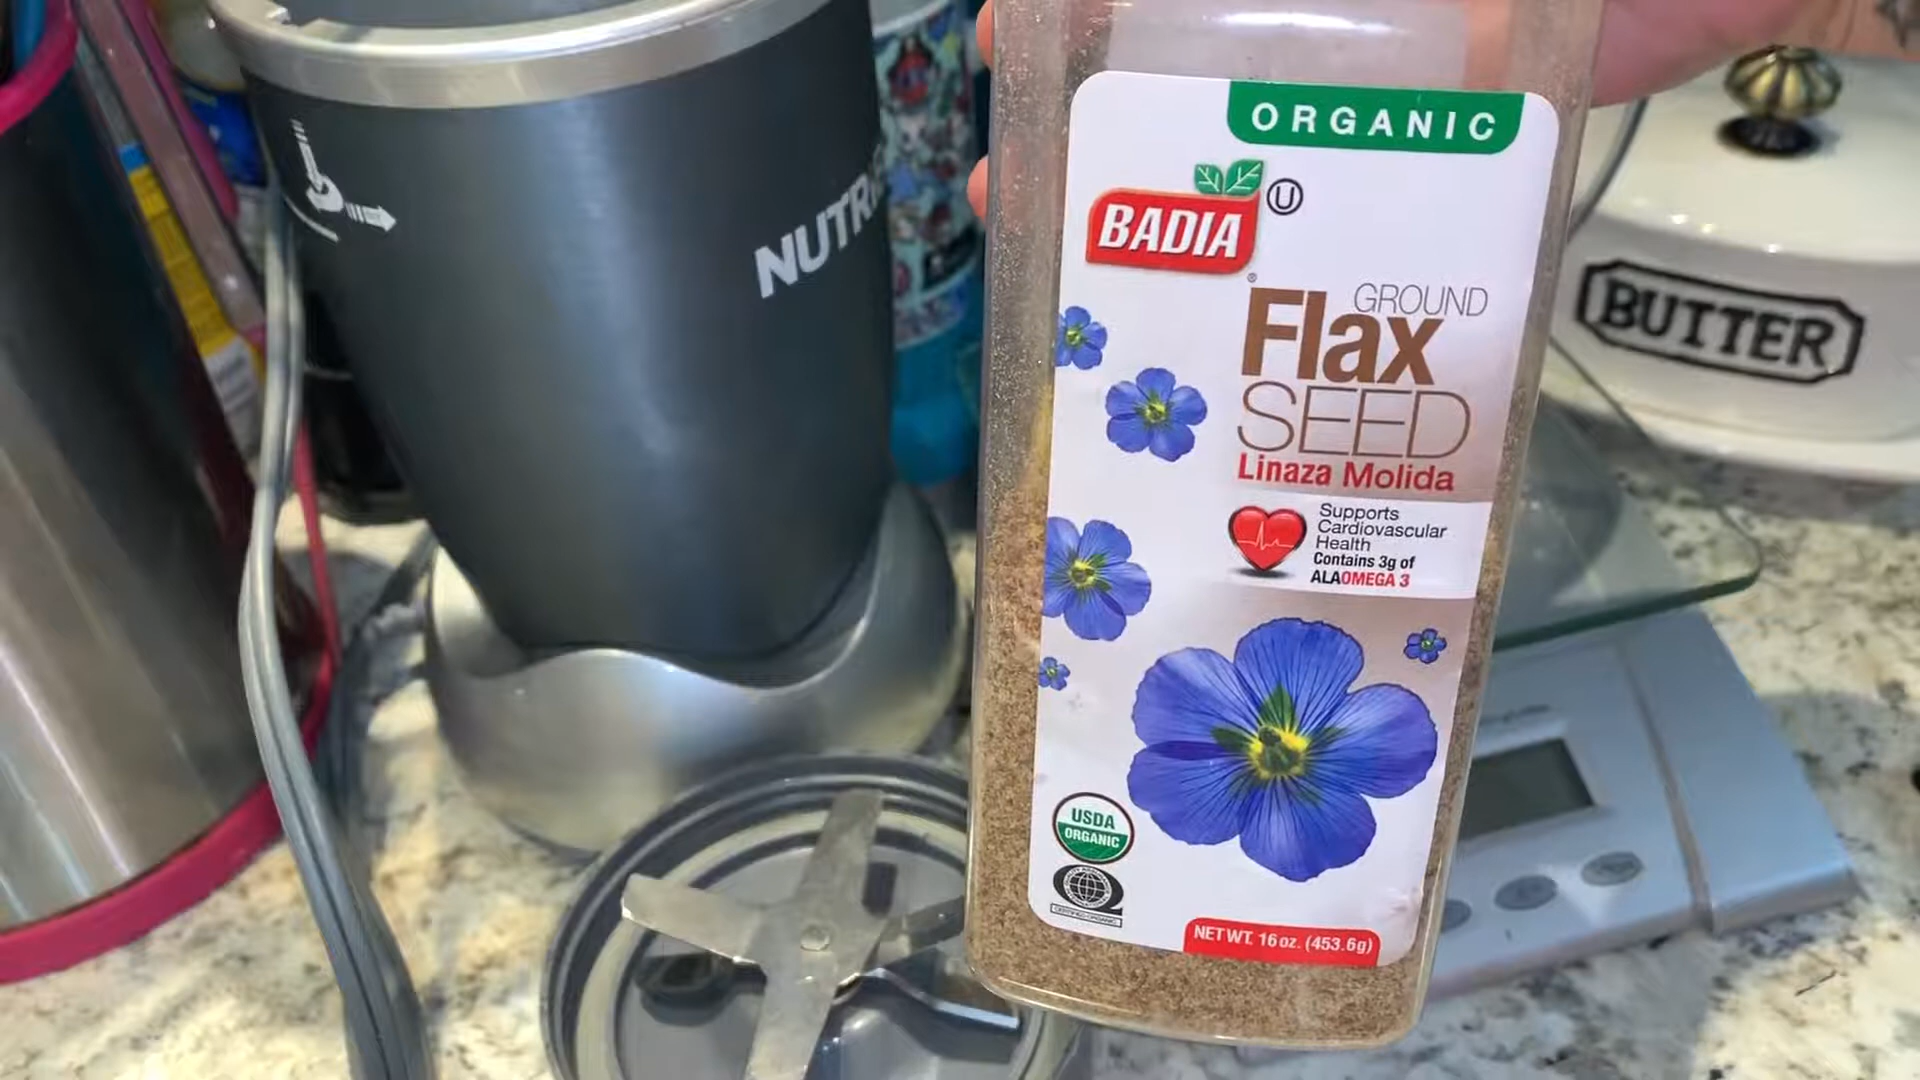 NUTRI
ORGANIC
BADIA
U
®
GROUND
Flax
SEED
Linaza Molida
Supports
Cardiovascular
Health
Contains 3g of
ALAOMEGA 3
USDA
ORGANIC
NET WT. 16 oz. (453.6g)
BUTTER